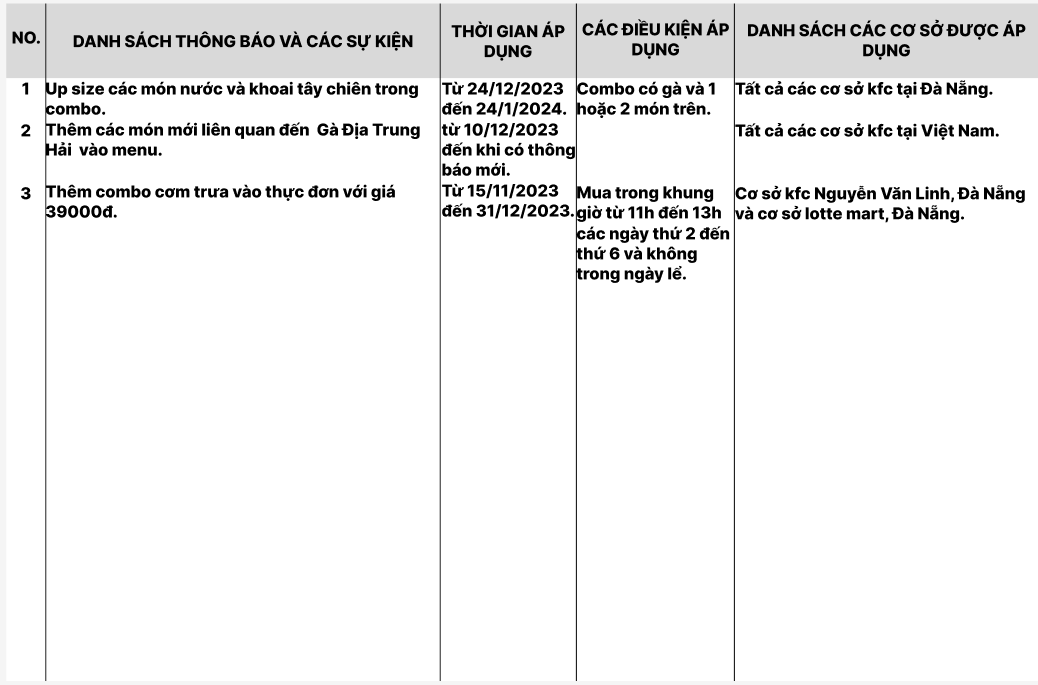 NO.
DANH SÁCH THÔNG BÁO VÀ CÁC SỰ KIỆN
THỜI GIAN ÁP
DỤNG
CÁC ĐIỀU KIỆN ÁP
DỤNG
DANH SÁCH CÁC CƠ SỞ ĐƯỢC ÁP
DỤNG
1
Up size các món nước và khoai tây chiên trong
combo.
Từ 24/12/2023
đến 24/1/2024.
Combo có gà và 1
hoặc 2 món trên.
Tất cả các cơ sở kfc tại Đà Nẵng.
2
Thêm các món mới liên quan đến Gà Địa Trung
Hải vào menu.
từ 10/12/2023
đến khi có thông
báo mới.
Tất cả các cơ sở kfc tại Việt Nam.
3
Thêm combo cơm trưa vào thực đơn với giá
39000đ.
Từ 15/11/2023
đến 31/12/2023.
Mua trong khung
giờ từ 11h đến 13h
các ngày thứ 2 đến
thứ 6 và không
trong ngày lể.
Cơ sở kfc Nguyễn Văn Linh, Đà Nẵng
và cơ sở lotte mart, Đà Nẵng.